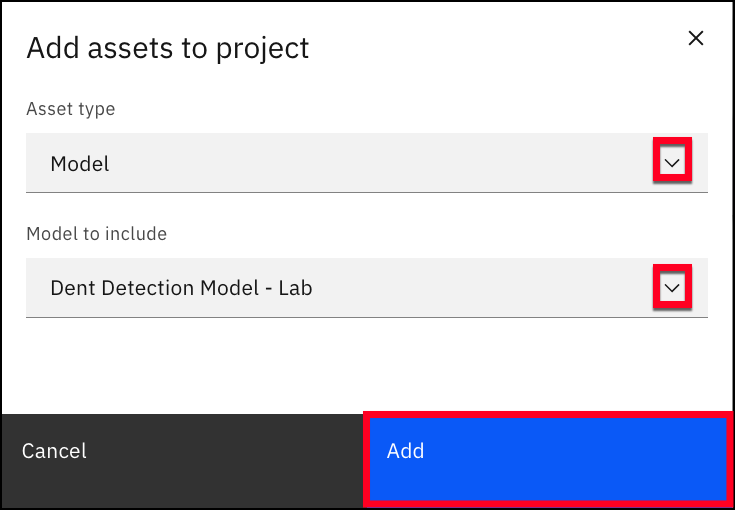 Add assets to project
Asset type
Model
Model to include
Dent Detection Model - Lab
Cancel
Add